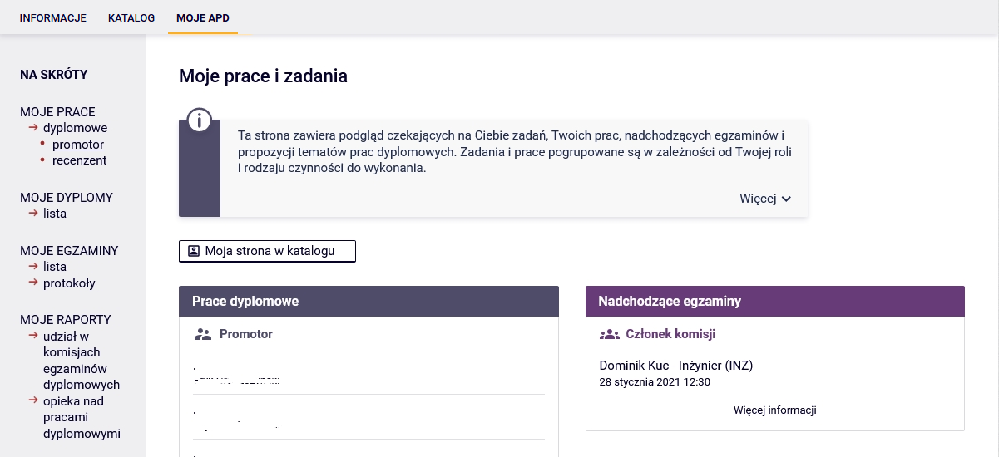 INFORMACJE KATALOG MOJE APD
NA SKRÓTY
MOJE PRACE
dyplomowe
promotor
recenzent
MOJE DYPLOMY
lista
MOJE EGZAMINY
lista
protokoły
MOJE RAPORTY
udział w
komisjach
egzaminów
dyplomowych
opieka nad
pracami
dyplomowymi
Moje prace i zadania
Ta strona zawiera podgląd czekających na Ciebie zadań, Twoich prac, nadchodzących egzaminów i
propozycji tematów prac dyplomowych. Zadania i prace pogrupowane są w zależności od Twojej roli
i rodzaju czynności do wykonania.
Więcej
Moja strona w katalogu
Prace dyplomowe
Promotor
Nadchodzące egzaminy
Członek komisji
Dominik Kuc - Inżynier (INZ)
28 stycznia 2021 12:30
Więcej informacji